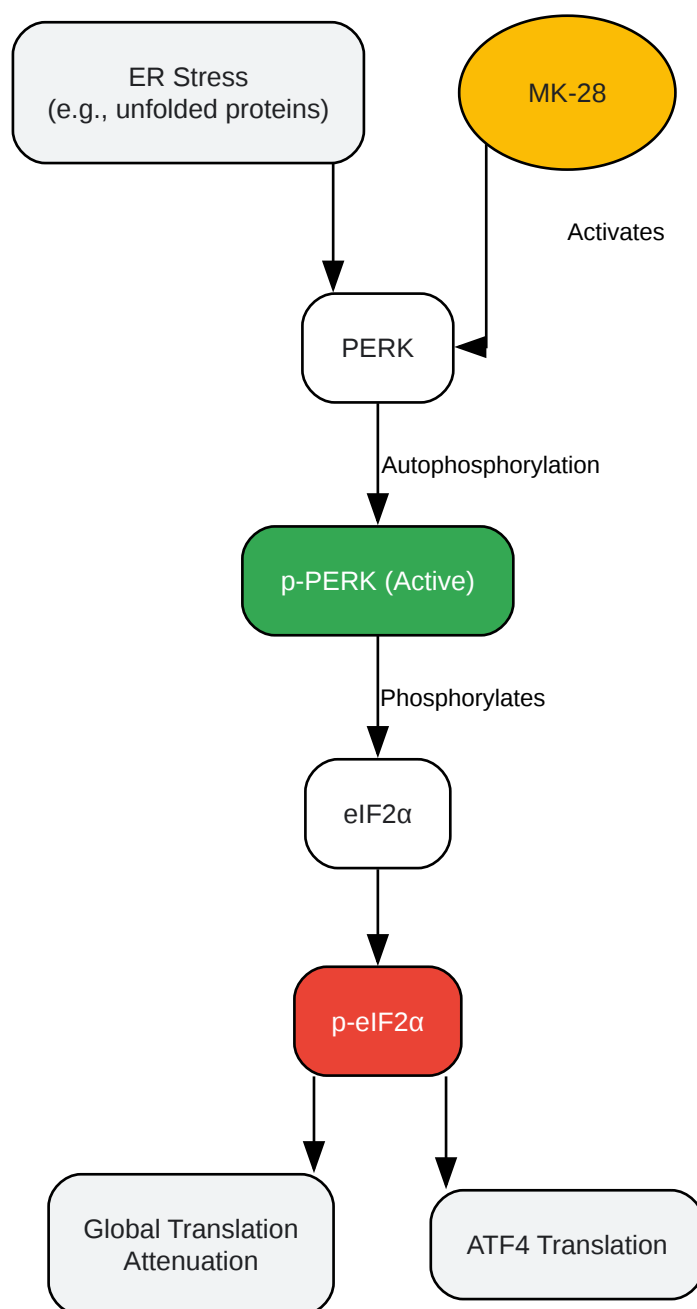 ER Stress
(e.g., unfolded proteins)
MK-28
Activates
PERK
Autophosphorylation
p-PERK (Active)
Phosphorylates
eIF2α
p-eIF2α
Global Translation
Attenuation
ATF4 Translation